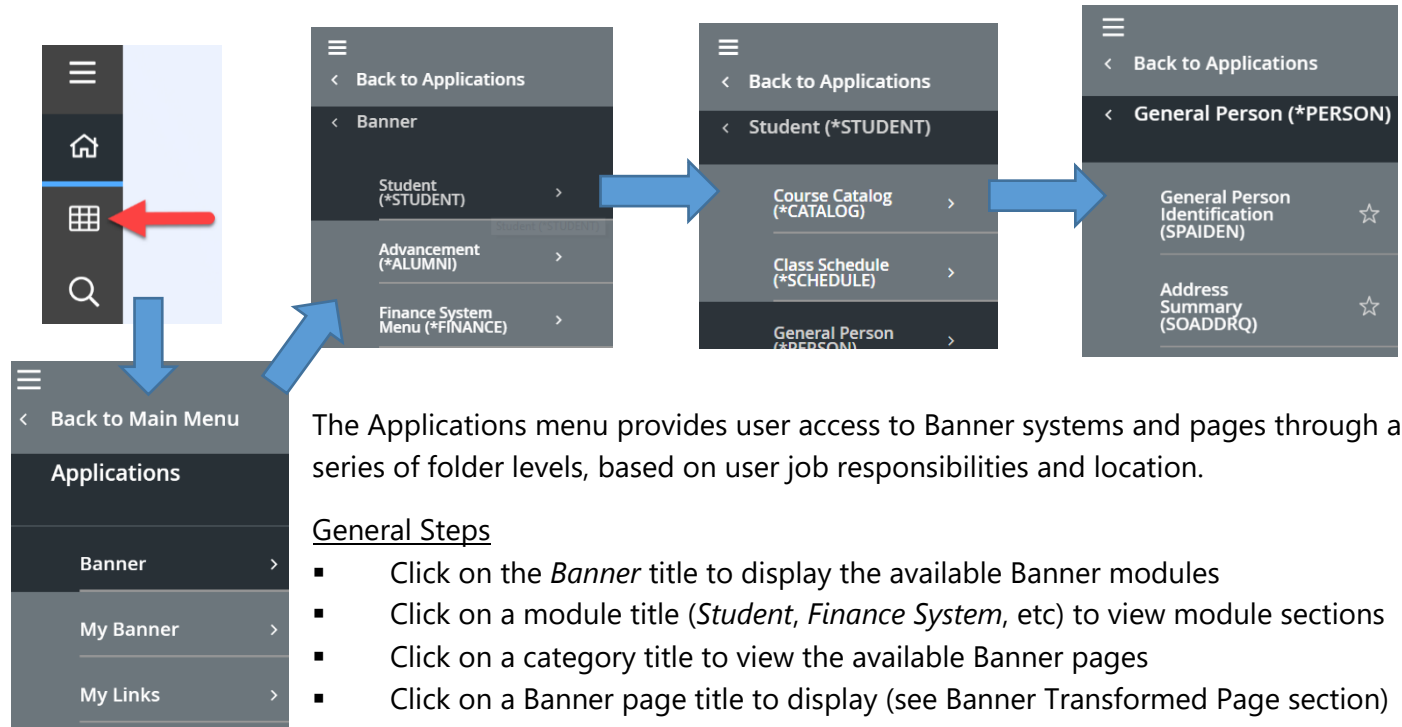 Back to Applications
Banner
Student
(*STUDENT)
Student (*STUDENT)
Advancement
(*ALUMNI)
Finance System
Menu (*FINANCE)
Back to Applications
Student (*STUDENT)
Course Catalog
(*CATALOG)
Class Schedule
(*SCHEDULE)
General Person
(*PERSON)
Back to Applications
General Person (*PERSON)
General Person
Identification
(SPAIDEN)
Address
Summary
(SOADDRQ)
Back to Main Menu
Applications
Banner
My Banner
My Links
The Applications menu provides user access to Banner systems and pages through a
series of folder levels, based on user job responsibilities and location.
General Steps
▪ Click on the Banner title to display the available Banner modules
▪ Click on a module title (Student, Finance System, etc) to view module sections
▪ Click on a category title to view the available Banner pages
▪ Click on a Banner page title to display (see Banner Transformed Page section)